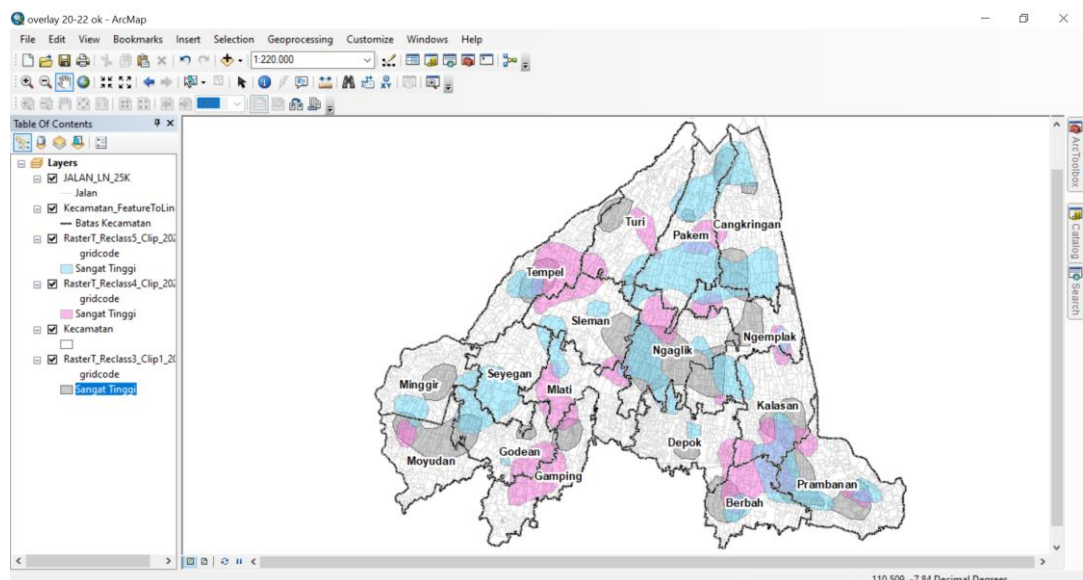 overlay 20-22 ok - ArcMap
File Edit View Bookmarks Insert Selection Geoprocessing Customize Windows Help
1:220.000
Table Of Contents
Layers
JALAN_LN_25K
Jalan
Kecamatan_FeatureToLin
Batas Kecamatan
RasterT_Reclass5_Clip_202
gridcode
Sangat Tinggi
RasterT_Reclass4_Clip_202
gridcode
Sangat Tinggi
Kecamatan
RasterT_Reclass3_Clip1_20
gridcode
Sangat Tinggi
Turi
Pakem
Cangkringan
Tempel
Sleman
Ngemplak
Ngaglik
Seyegan
Minggir
Mlati
Kalasan
Depok
Godean
Moyudan
Gamping
Prambanan
Berbah
ArcToolbox
Catalog
Search
110,509 -7,84 Decimal Degrees